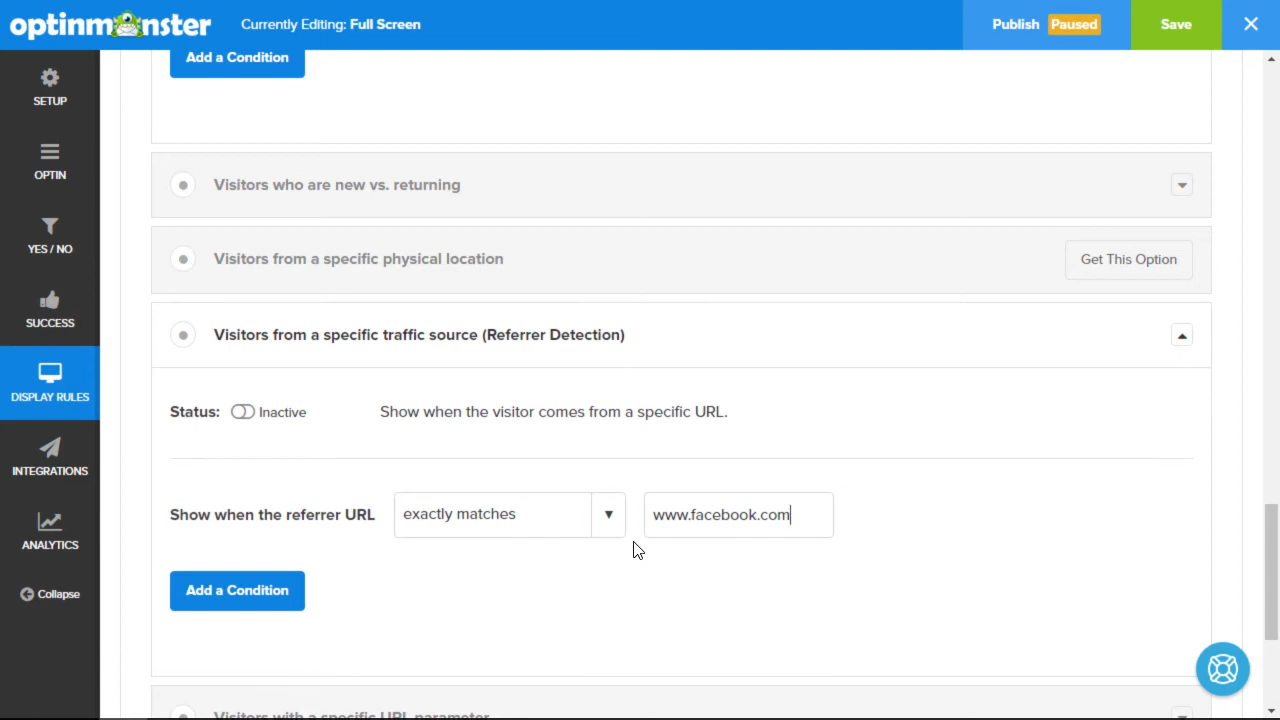 optinmonster
Currently Editing: Full Screen
Publish Paused
Save
SETUP
OPTIN
YES / NO
SUCCESS
DISPLAY RULES
INTEGRATIONS
ANALYTICS
Collapse
Add a Condition
Visitors who are new vs. returning
Visitors from a specific physical location
Get This Option
Visitors from a specific traffic source (Referrer Detection)
Status: Inactive
Show when the visitor comes from a specific URL.
Show when the referrer URL
exactly matches
www.facebook.com
Add a Condition
Visitors with a specific URL parameter